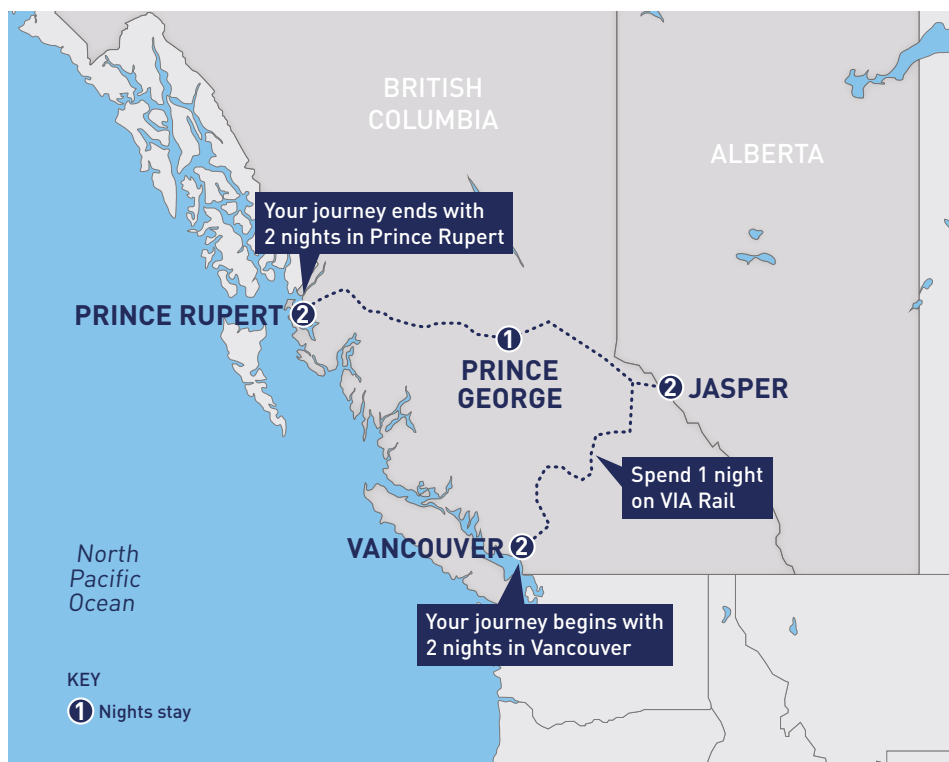 BRITISH
COLUMBIA
ALBERTA
Your journey ends with
2 nights in Prince Rupert
PRINCE RUPERT 2
1
PRINCE
GEORGE
2 JASPER
Spend 1 night
on VIA Rail
VANCOUVER 2
North
Pacific
Ocean
Your journey begins with
2 nights in Vancouver
KEY
1 Nights stay